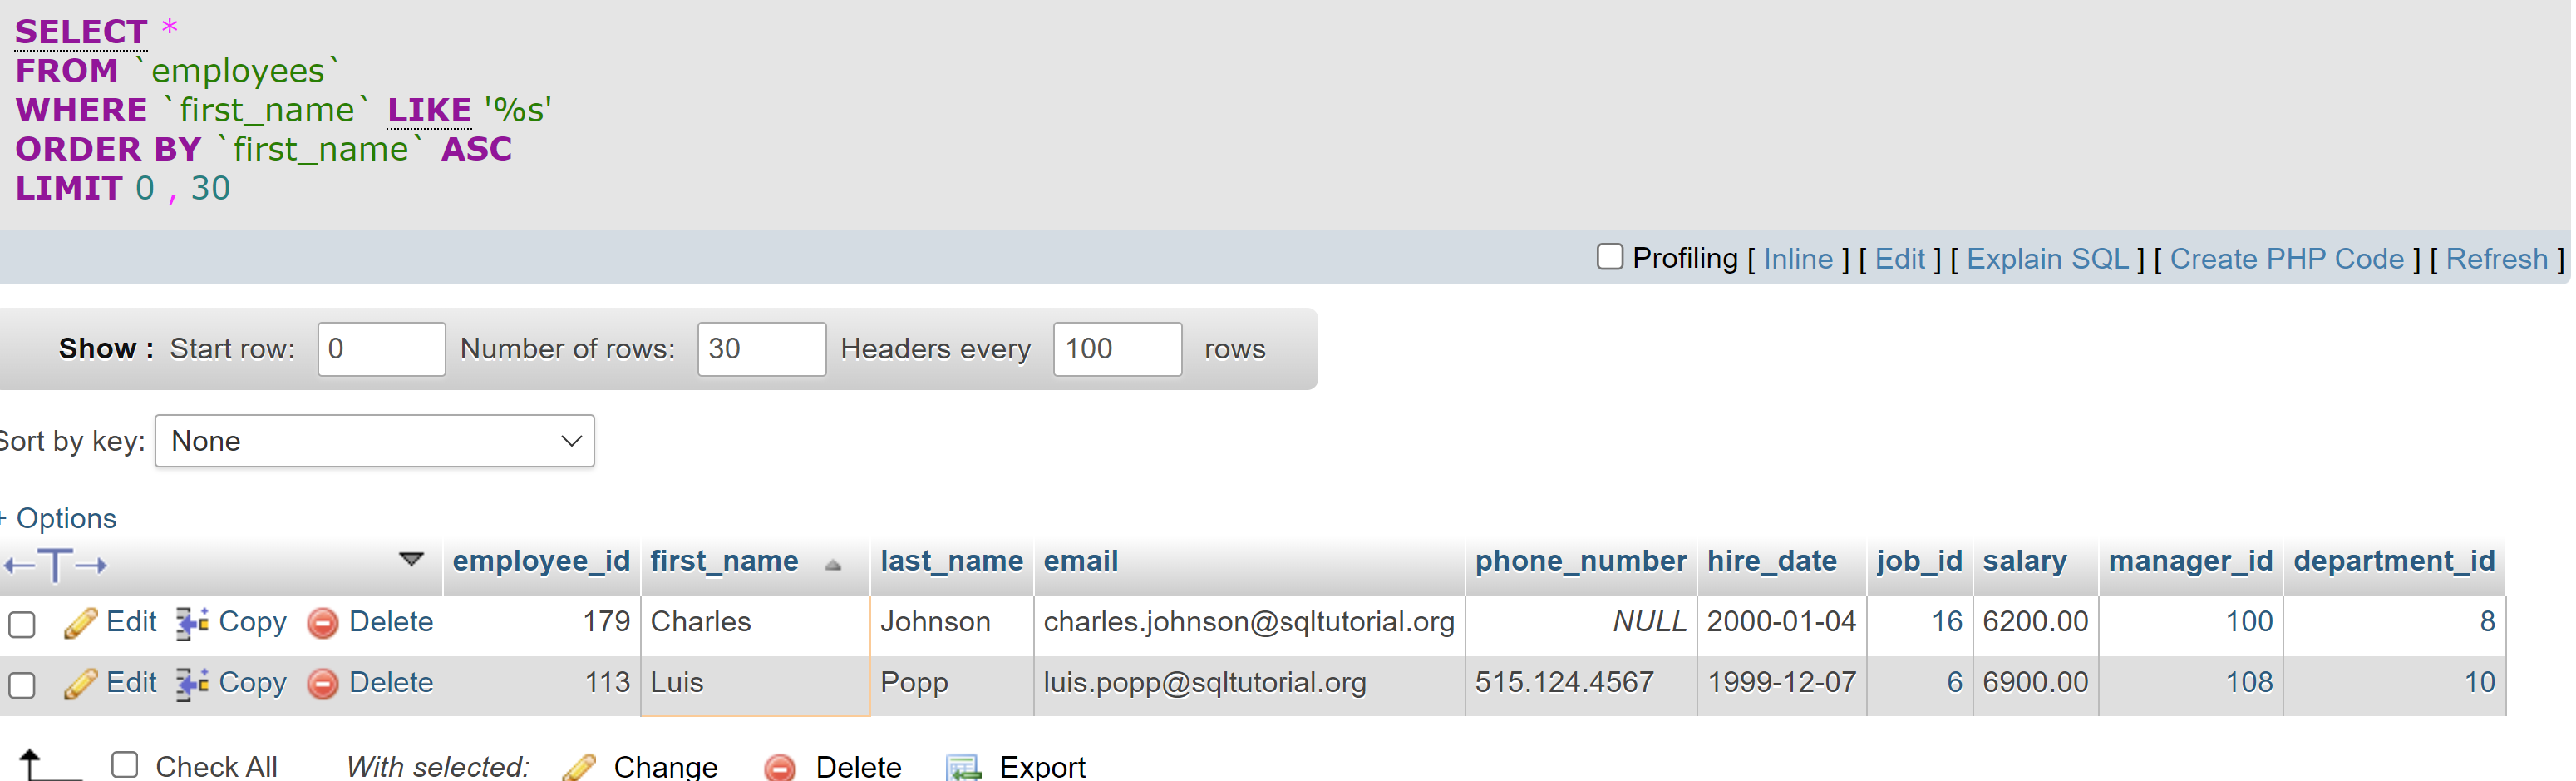 SELECT *
FROM `employees`
WHERE `first_name` LIKE '%s'
ORDER BY `first_name` ASC
LIMIT 0 , 30
Profiling [ Inline ] [ Edit ] [ Explain SQL ] [ Create PHP Code ] [ Refresh ]
Show : Start row: 0 Number of rows: 30 Headers every 100 rows
Sort by key: None
+ Options
←T→ employee_id first_name last_name email phone_number hire_date job_id salary manager_id department_id
Edit Copy Delete 179 Charles Johnson charles.johnson@sqltutorial.org NULL 2000-01-04 16 6200.00 100 8
Edit Copy Delete 113 Luis Popp luis.popp@sqltutorial.org 515.124.4567 1999-12-07 6 6900.00 108 10
Check All With selected: Change Delete Export